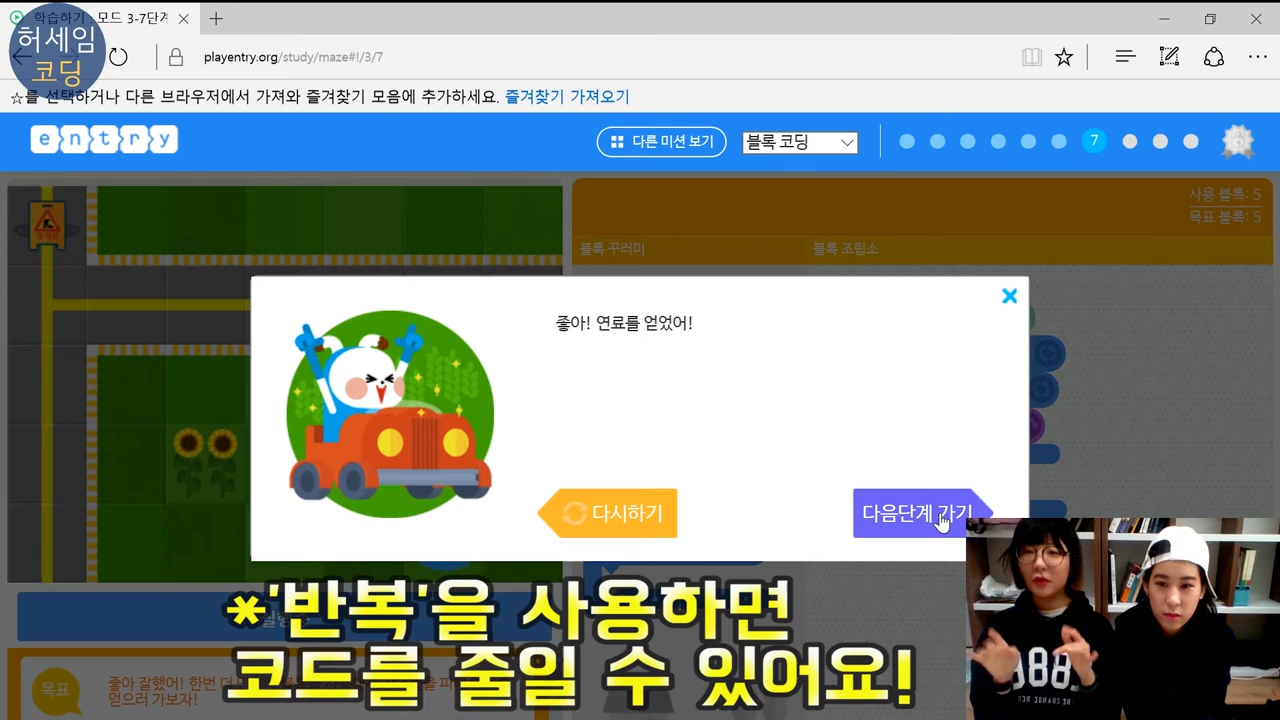 학습하기 : 모드 3-7단계
허세임
코딩
playentry.org/study/maze#!/3/7
☆를 선택하거나 다른 브라우저에서 가져와 즐겨찾기 모음에 추가하세요. 즐겨찾기 가져오기
entry
다른 미션 보기
블록 코딩
7
사용 블록: 5
목표 블록: 5
블록 꾸러미
블록 조립소
좋아! 연료를 얻었어!
다시하기
다음단계 가기
*'반복'을 사용하면
코드를 줄일 수 있어요!
목표
좋아 잘했어! 한번 더
얻으러 가보자!